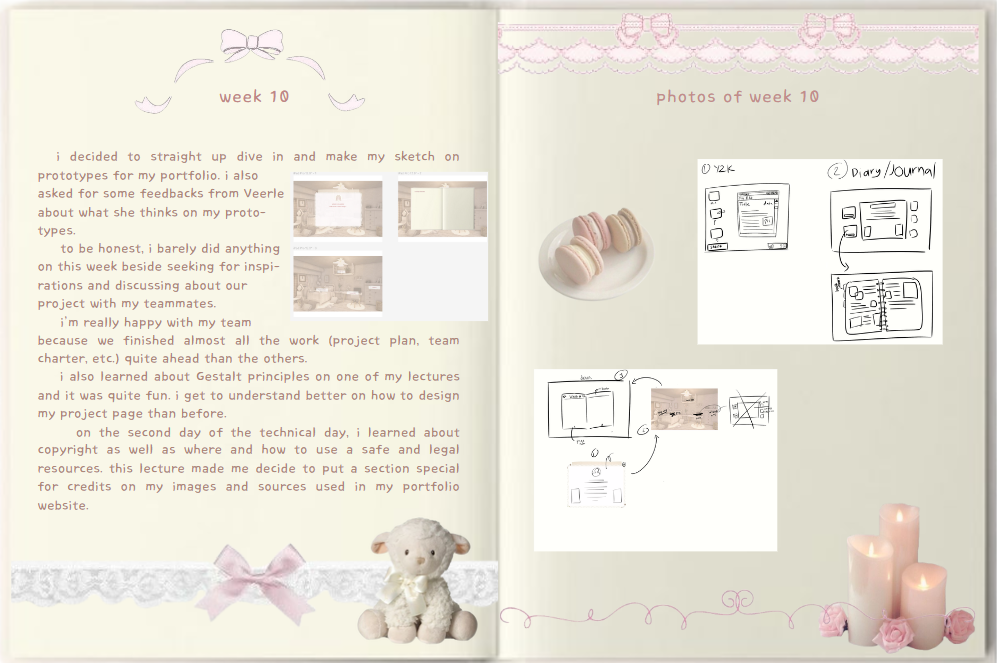 week 10
i decided to straight up dive in and make my sketch on
prototypes for my portfolio. i also
asked for some feedbacks from Veerle
about what she thinks on my proto-
types.
to be honest, i barely did anything
on this week beside seeking for inspi-
rations and discussing about our
project with my teammates.
i'm really happy with my team
because we finished almost all the work (project plan, team
charter, etc.) quite ahead than the others.
i also learned about Gestalt principles on one of my lectures
and it was quite fun. i get to understand better on how to design
my project page than before.
on the second day of the technical day, i learned about
copyright as well as where and how to use a safe and legal
resources. this lecture made me decide to put a section special
for credits on my images and sources used in my portfolio
website.
photos of week 10
① Y2K
② Diary/Journal